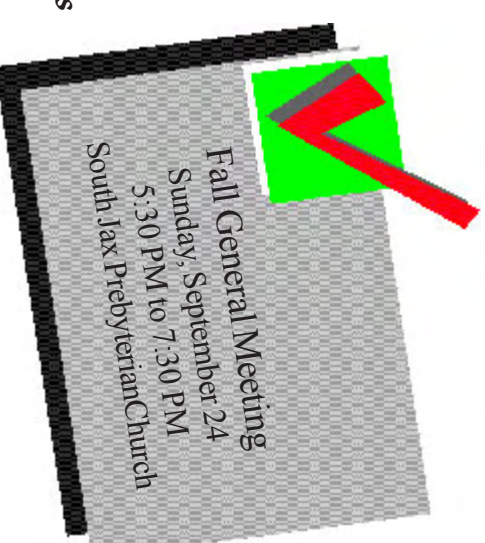 Fall General Meeting
Sunday, September 24
5:30 PM to 7:30 PM
South Jax PrebyterianChurch
s